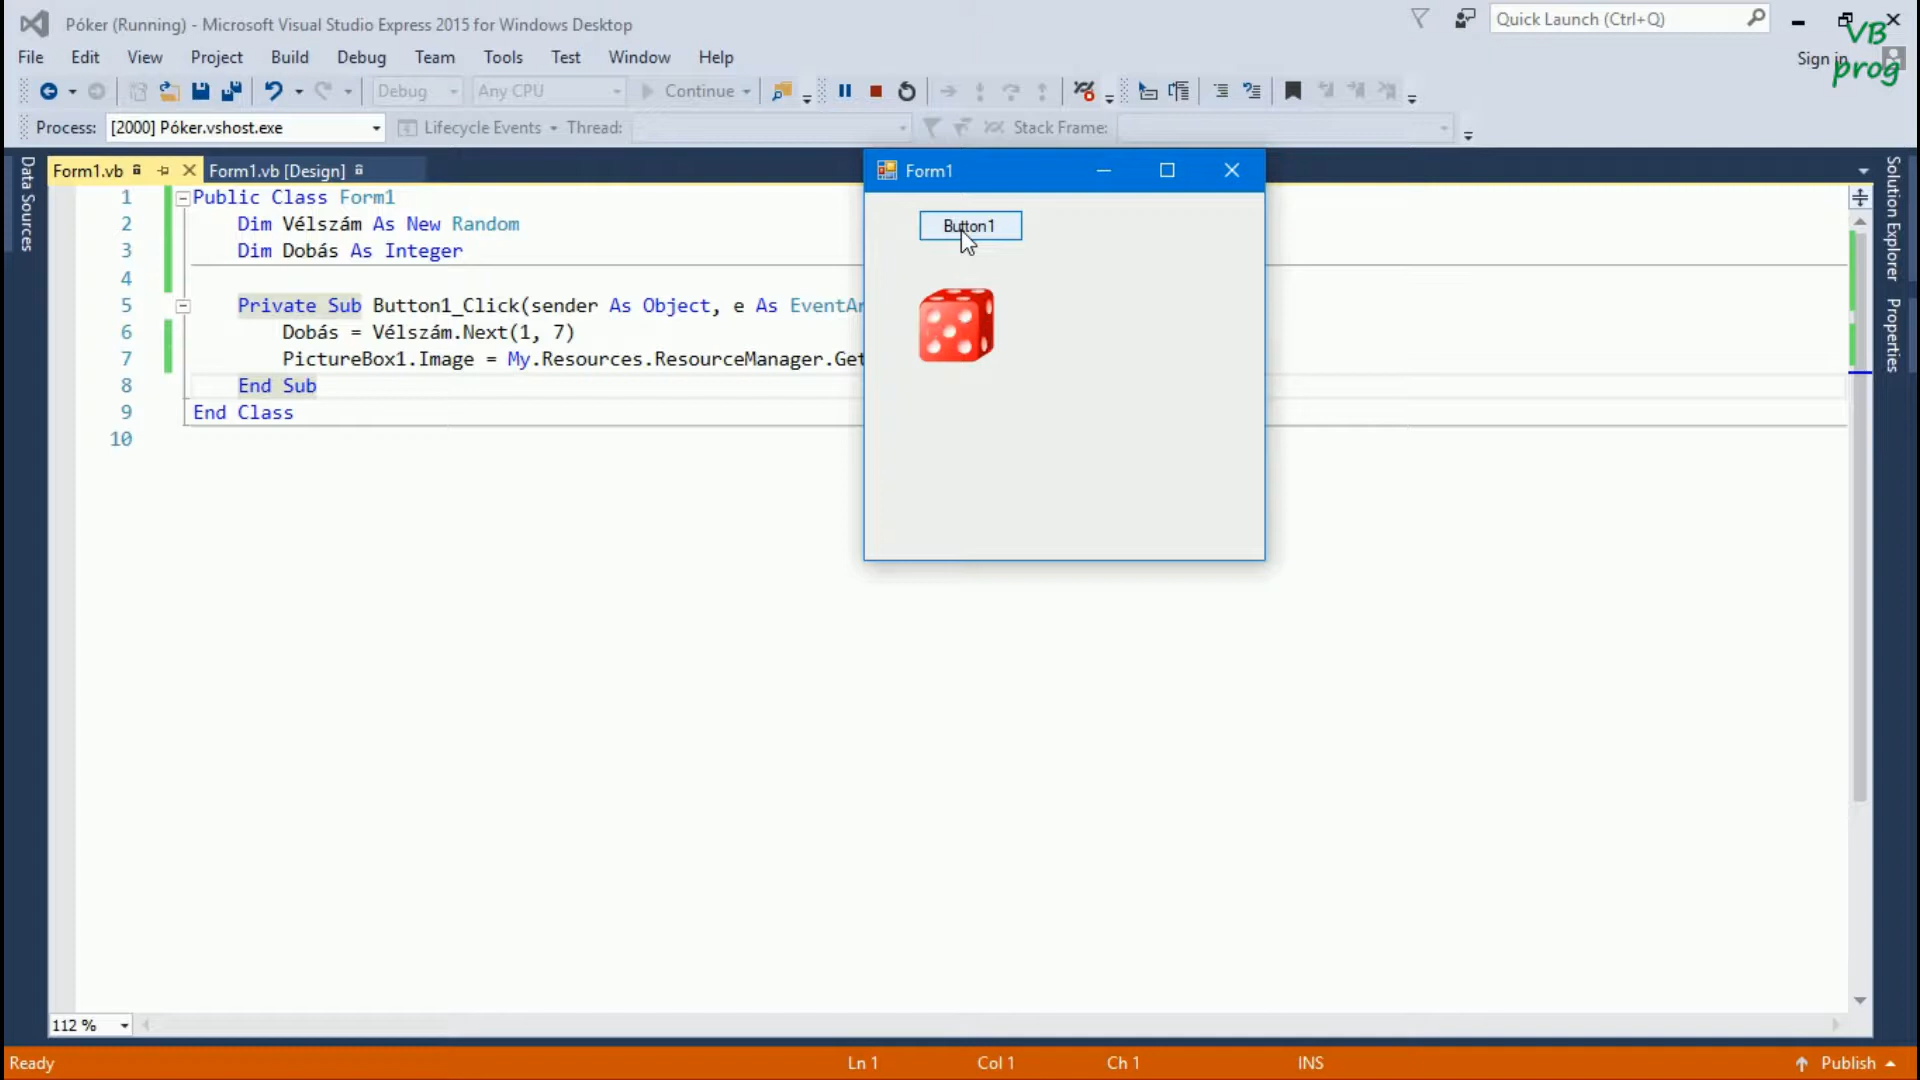 Póker (Running) - Microsoft Visual Studio Express 2015 for Windows Desktop
Quick Launch (Ctrl+Q)
VB
prog
File Edit View Project Build Debug Team Tools Test Window Help
Sign in
Debug Any CPU Continue
Process: [2000] Póker.vshost.exe Lifecycle Events Thread: Stack Frame:
Data Sources
Form1.vb Form1.vb [Design]
1 Public Class Form1
2 Dim Vélszám As New Random
3 Dim Dobás As Integer
4
5 Private Sub Button1_Click(sender As Object, e As EventAr
6 Dobás = Vélszám.Next(1, 7)
7 PictureBox1.Image = My.Resources.ResourceManager.Get
8 End Sub
9 End Class
10
Form1
Button1
Solution Explorer
Properties
112 %
Ready Ln 1 Col 1 Ch 1 INS Publish